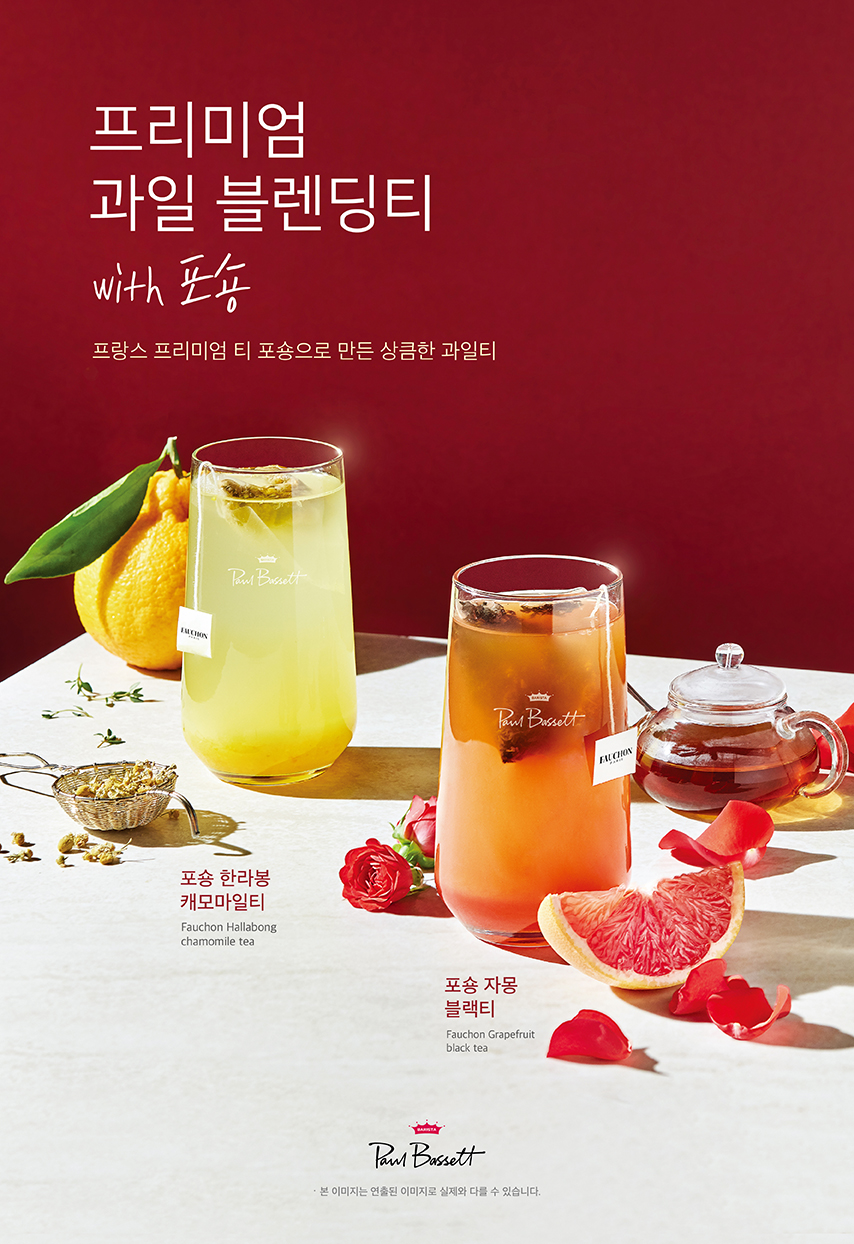 프리미엄
과일 블렌딩티
with 포숑
프랑스 프리미엄 티 포숑으로 만든 상큼한 과일티
BARISTA
Paul Bassett
FAUCHON
PARIS
BARISTA
Paul Bassett
FAUCHON
PARIS
포숑 한라봉
캐모마일티
Fauchon Hallabong
chamomile tea
포숑 자몽
블랙티
Fauchon Grapefruit
black tea
BARISTA
Paul Bassett
· 본 이미지는 연출된 이미지로 실제와 다를 수 있습니다.